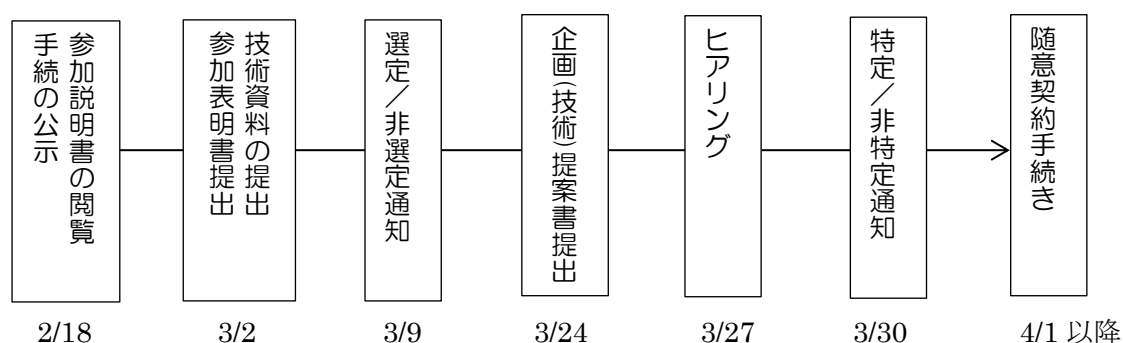 参加説明書の閲覧
手続の公示
技術資料の提出
参加表明書提出
選定／非選定通知
企画(技術)提案書提出
ヒアリング
特定／非特定通知
随意契約手続き
2/18
3/2
3/9
3/24
3/27
3/30
4/1 以降